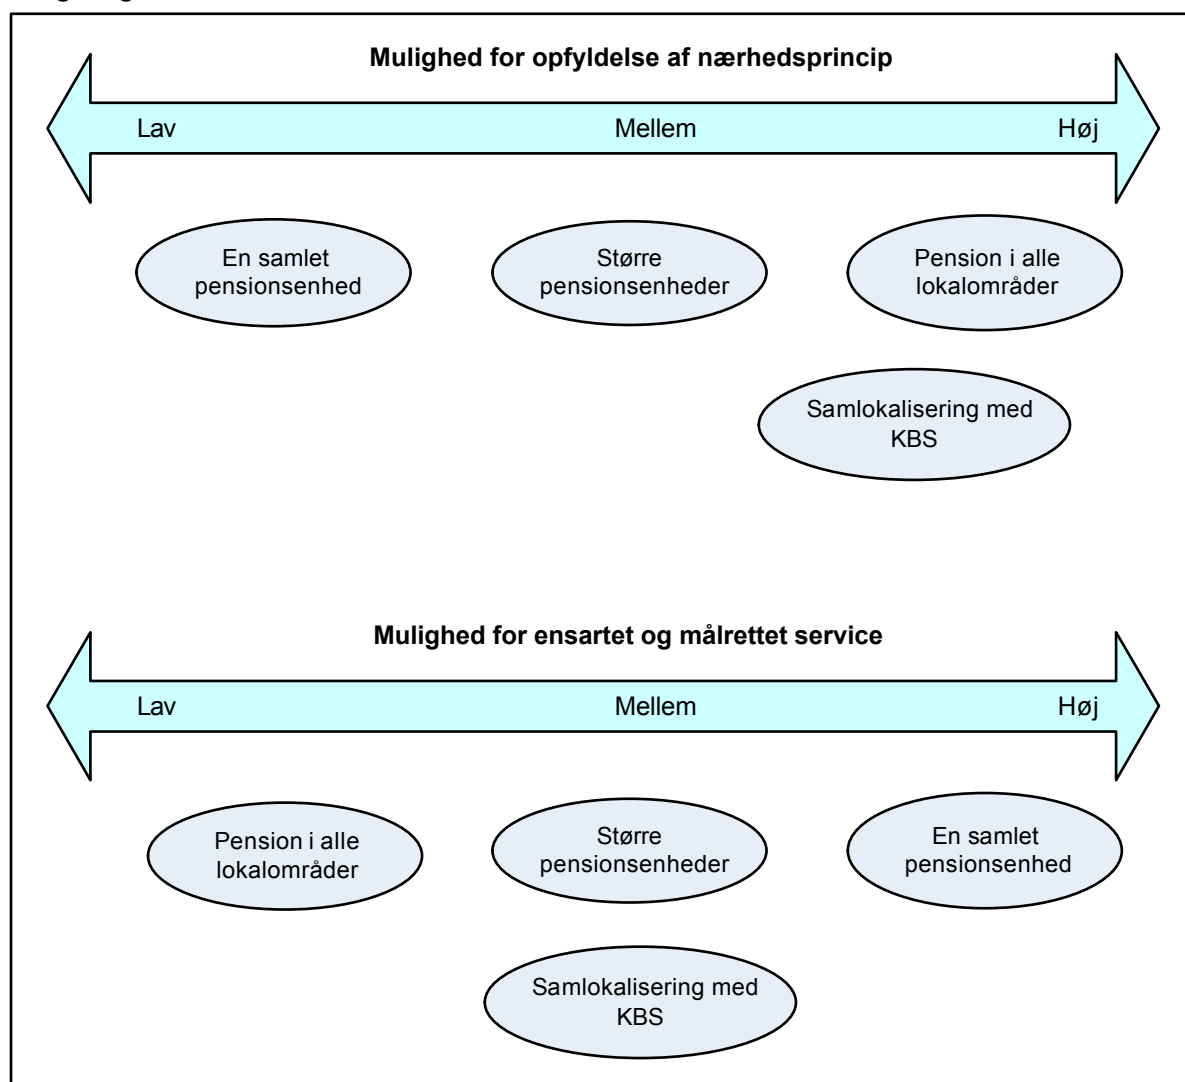 Mulighed for opfyldelse af nærhedsprincip
Lav Mellem Høj
En samlet
pensionsenhed
Større
pensionsenheder
Pension i alle
lokalområder
Samlokalisering med
KBS
Mulighed for ensartet og målrettet service
Lav Mellem Høj
Pension i alle
lokalområder
Større
pensionsenheder
En samlet
pensionsenhed
Samlokalisering med
KBS